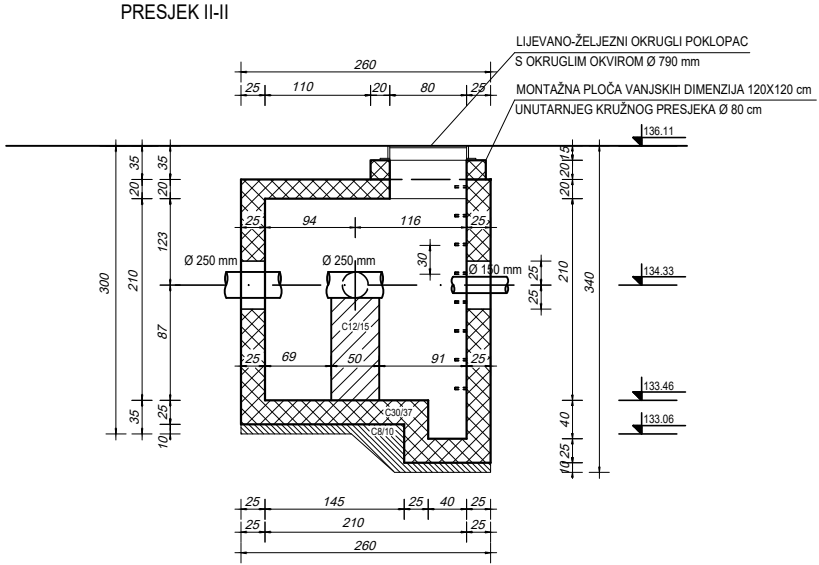 PRESJEK II-II
LIJEVANO-ŽELJEZNI OKRUGLI POKLOPAC
S OKRUGLIM OKVIROM Ø 790 mm
MONTAŽNA PLOČA VANJSKIH DIMENZIJA 120X120 cm
UNUTARNJEG KRUŽNOG PRESJEKA Ø 80 cm
260
25 110 20 80 25
136.11
35 35 15
20
20 20 20
25 94 116 25
123
300 210 30 210 340
Ø 250 mm Ø 250 mm Ø 150 mm
25
25
134.33
C12/15
87
25 69 50 91 25
133.46
C30/37
C8/10
35 25 40
133.06
10 25
10
25 145 25 40 25
25 210 25
260